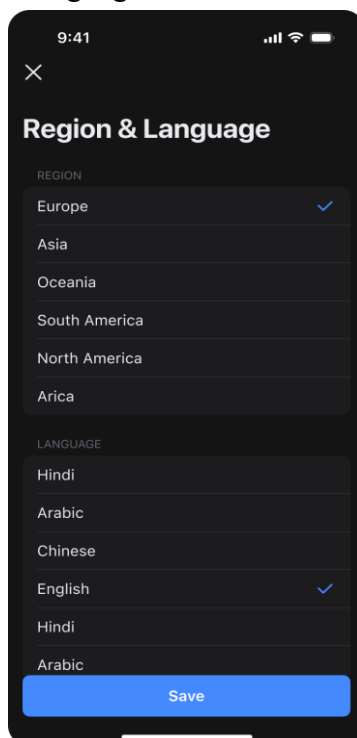 9:41
Region & Language
REGION
Europe
Asia
Oceania
South America
North America
Arica
LANGUAGE
Hindi
Arabic
Chinese
English
Hindi
Arabic
Save